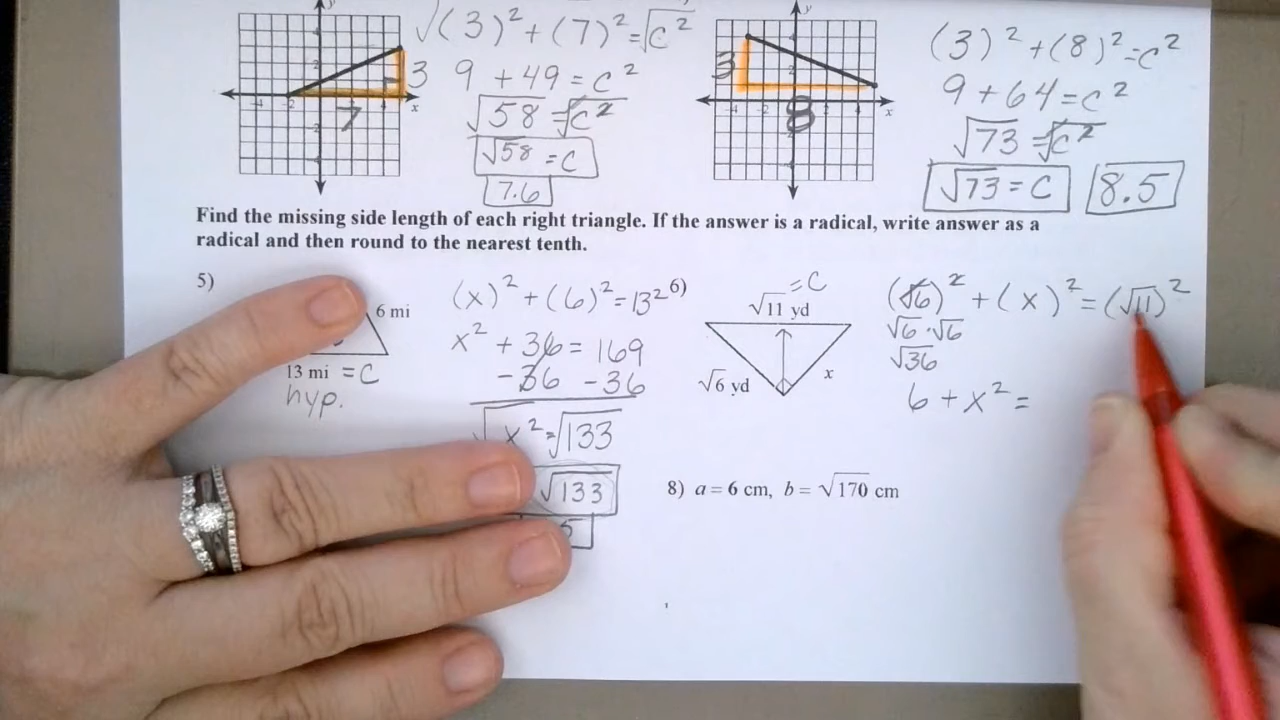 y
√(3)² + (7)² = √c²
3
9 + 49 = c²
-4
x
7
√58 = √c²
√58 = c
7.6
y
3
(3)² + (8)² = c²
9 + 64 = c²
8
x
√73 = √c²
√73 = c
8.5
Find the missing side length of each right triangle. If the answer is a radical, write answer as a
radical and then round to the nearest tenth.
5)
6 mi
13 mi = C
hyp.
(x)² + (6)² = 13²
x² + 36 = 169
-36 -36
√x² = √133
√133
6)
= C
√11 yd
√6 yd
x
(√6)² + (x)² = (√11)²
√6 · √6
√36
6 + x² =
8) a = 6 cm, b = √170 cm